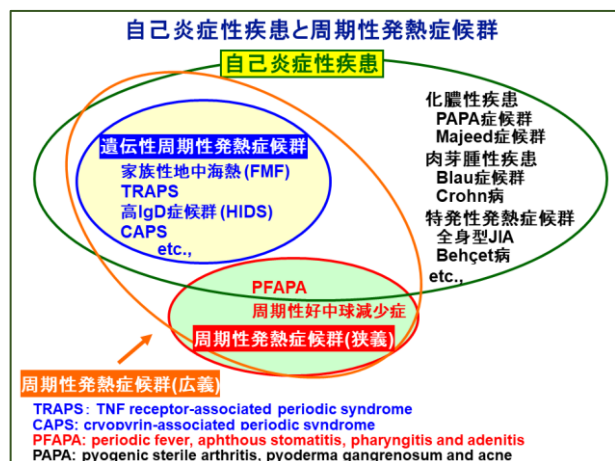 自己炎症性疾患と周期性発熱症候群
自己炎症性疾患
遺伝性周期性発熱症候群
家族性地中海熱(FMF)
TRAPS
高IgD症候群(HIDS)
CAPS
etc.,
化膿性疾患
PAPA症候群
Majeed症候群
肉芽腫性疾患
Blau症候群
Crohn病
特発性発熱症候群
全身型JIA
Behçet病
etc.,
PFAPA
周期性好中球減少症
周期性発熱症候群(狭義)
周期性発熱症候群(広義)
TRAPS: TNF receptor-associated periodic syndrome
CAPS: cryopyrin-associated periodic syndrome
PFAPA: periodic fever, aphthous stomatitis, pharyngitis and adenitis
PAPA: pyogenic sterile arthritis, pyoderma gangrenosum and acne